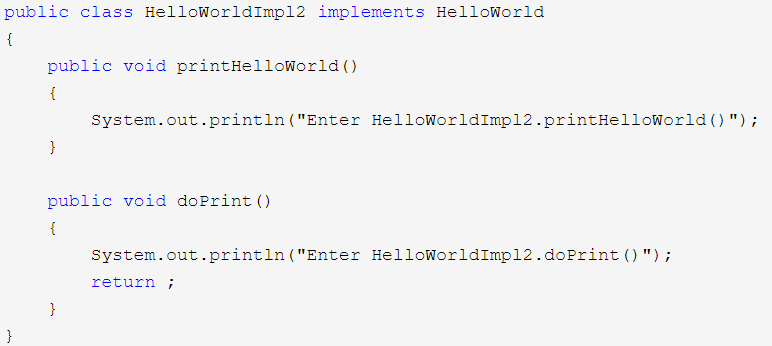 public class HelloWorldImpl2 implements HelloWorld
{
    public void printHelloWorld()
    {
        System.out.println("Enter HelloWorldImpl2.printHelloWorld()");
    }

    public void doPrint()
    {
        System.out.println("Enter HelloWorldImpl2.doPrint()");
        return ;
    }
}